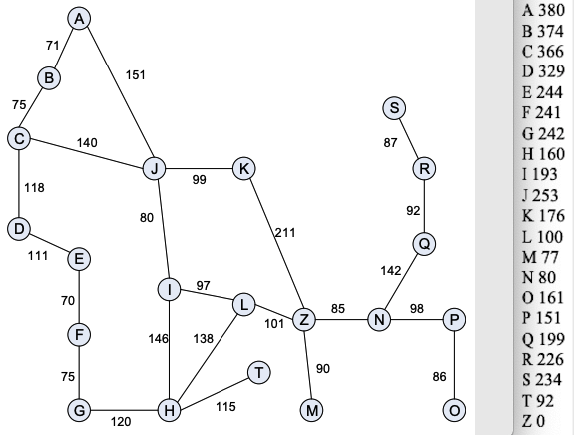 A
71
B
151
75
C
140
J
99
K
S
87
R
118
80
92
D
111
E
211
Q
142
70
I
97
L
101
Z
85
N
98
P
F
146
138
90
86
75
T
G
120
H
115
M
O
A 380
B 374
C 366
D 329
E 244
F 241
G 242
H 160
I 193
J 253
K 176
L 100
M 77
N 80
O 161
P 151
Q 199
R 226
S 234
T 92
Z 0